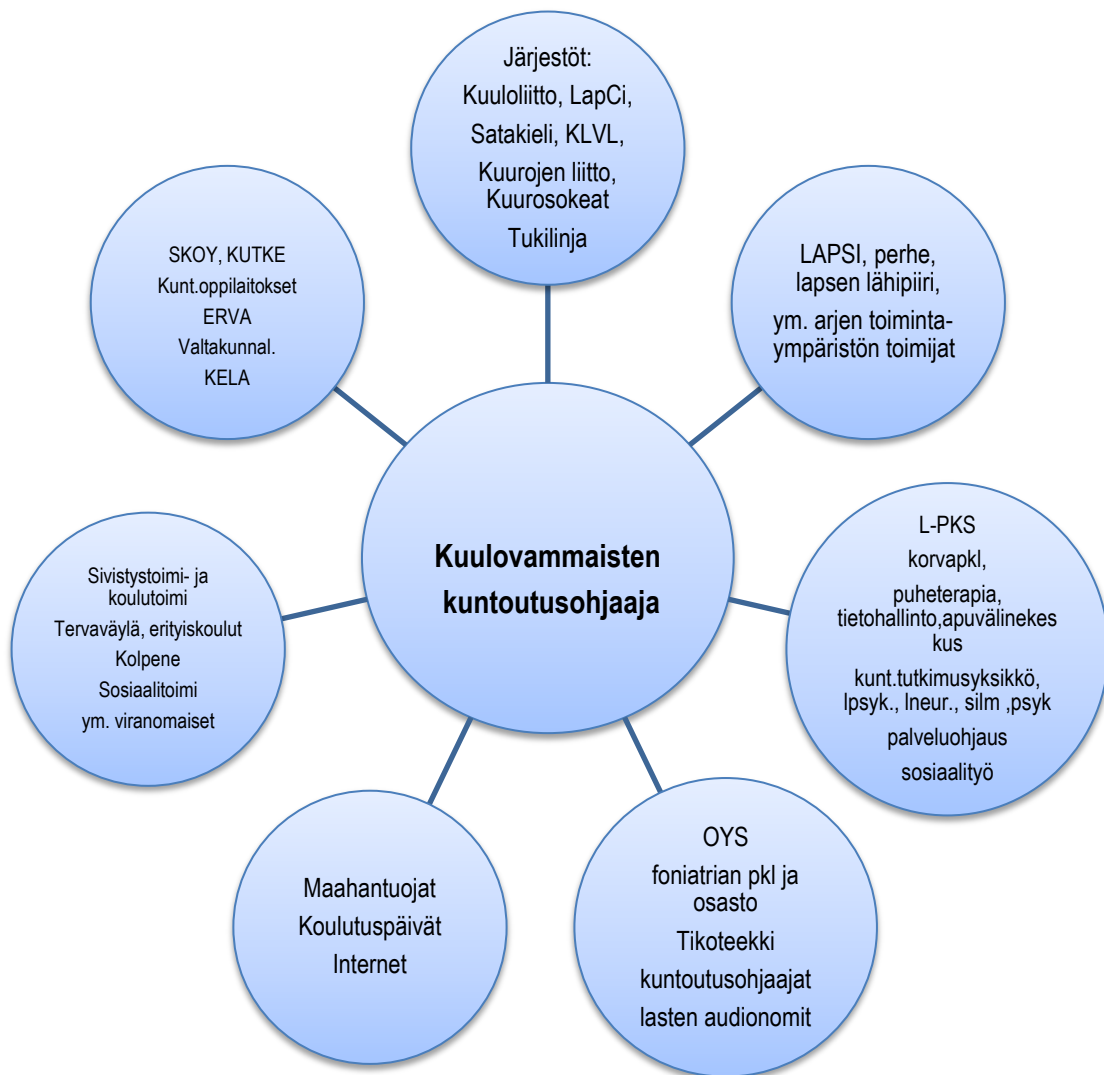 Järjestöt:
Kuuloliitto, LapCi,
Satakieli, KLVL,
Kuurojen liitto,
Kuurosokeat
Tukilinja
LAPSI, perhe,
lapsen lähipiiri,
ym. arjen toiminta-
ympäristön toimijat
L-PKS
korvapkl,
puheterapia,
tietohallinto,apuvälinekes
kus
kunt.tutkimusyksikkö,
lpsyk., lneur., silm ,psyk
palveluohjaus
sosiaalityö
OYS
foniatrian pkl ja
osasto
Tikoteekki
kuntoutusohjaajat
lasten audionomit
Maahantuojat
Koulutuspäivät
Internet
Sivistystoimi- ja
koulutoimi
Tervaväylä, erityiskoulut
Kolpene
Sosiaalitoimi
ym. viranomaiset
SKOY, KUTKE
Kunt.oppilaitokset
ERVA
Valtakunnal.
KELA
Kuulovammaisten
kuntoutusohjaaja